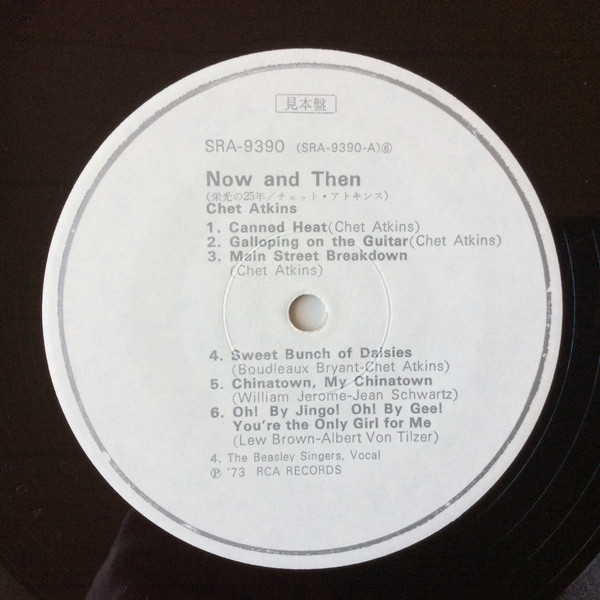 見本盤
SRA-9390 (SRA-9390-A)⑥
Now and Then
(栄光の25年/チェット・アトキンス)
Chet Atkins
1. Canned Heat(Chet Atkins)
2. Galloping on the Guitar(Chet Atkins)
3. Main Street Breakdown
(Chet Atkins)
4. Sweet Bunch of Daisies
(Boudleaux Bryant-Chet Atkins)
5. Chinatown, My Chinatown
(William Jerome-Jean Schwartz)
6. Oh! By Jingo! Oh! By Gee!
You're the Only Girl for Me
(Lew Brown-Albert Von Tilzer)
4. The Beasley Singers, Vocal
℗ '73 RCA RECORDS